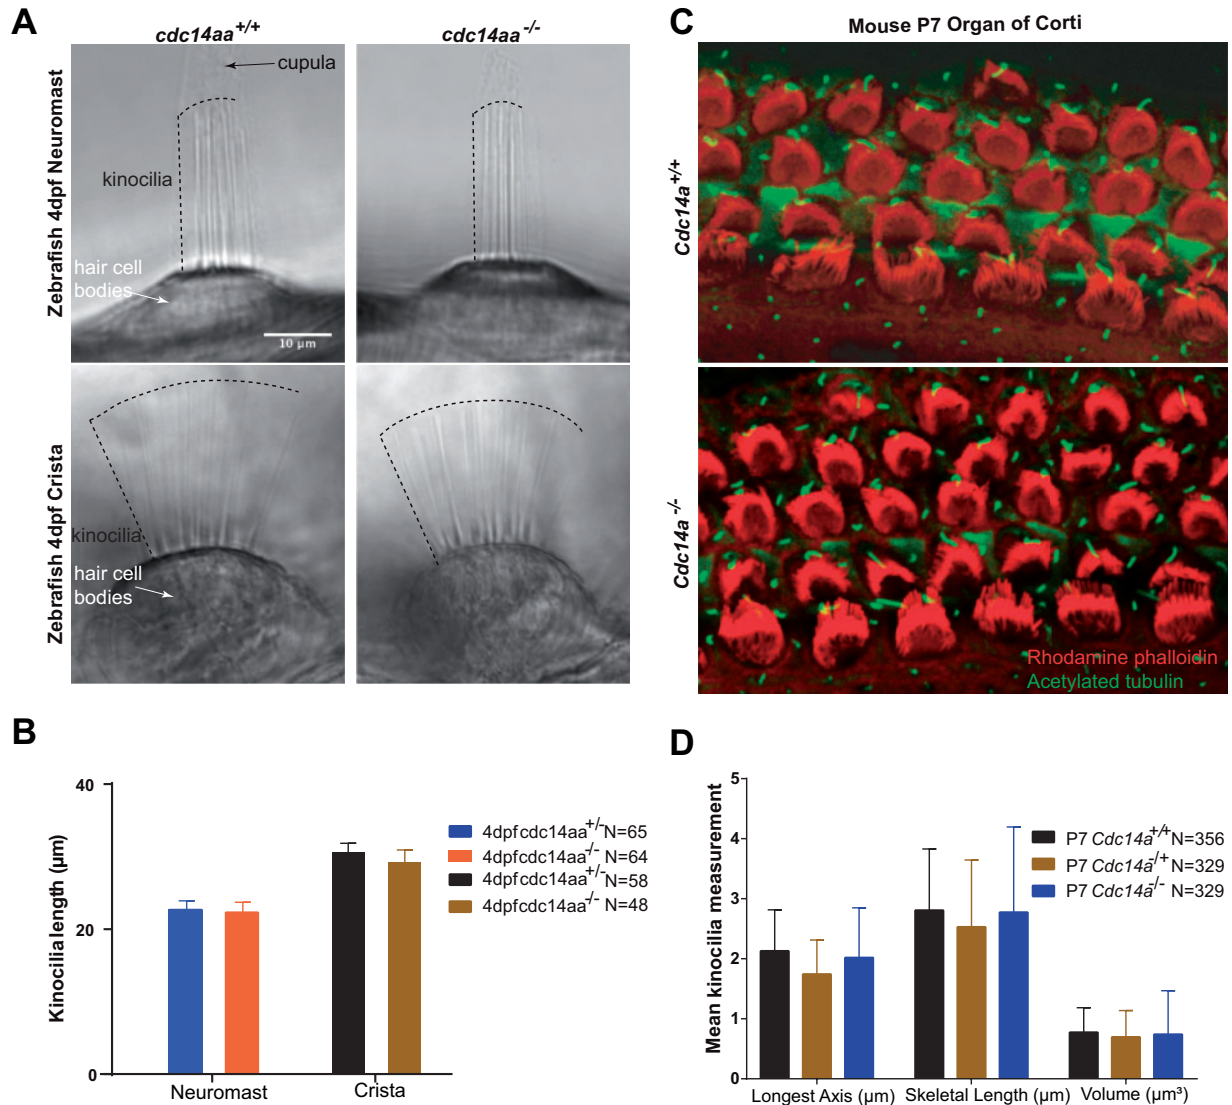 A
cdc14aa+/+
cdc14aa-/-
Zebrafish 4dpf Neuromast
cupula
kinocilia
hair cell
bodies
10 µm
Zebrafish 4dpf Crista
kinocilia
hair cell
bodies
C
Mouse P7 Organ of Corti
Cdc14a+/+
Cdc14a-/-
Rhodamine phalloidin
Acetylated tubulin
B
Kinocilia length (µm)
40
20
0
Neuromast
Crista
4dpfcdc14aa+/- N=65
4dpfcdc14aa-/- N=64
4dpfcdc14aa+/- N=58
4dpfcdc14aa-/- N=48
D
Mean kinocilia measurement
5
4
3
2
1
0
Longest Axis (µm)
Skeletal Length (µm)
Volume (µm³)
P7 Cdc14a+/+ N=356
P7 Cdc14a-/+ N=329
P7 Cdc14a-/- N=329